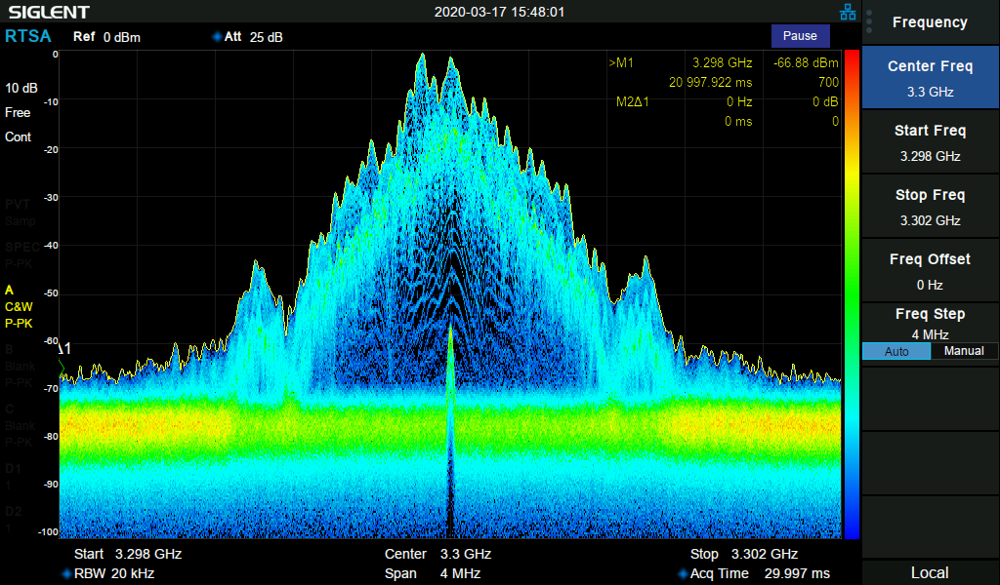 SIGLENT
2020-03-17 15:48:01
RTSA
Ref 0 dBm
Att 25 dB
Pause
10 dB
Free
Cont
PVT
Samp
SPEC
P-PK
A
C&W
P-PK
B
Blank
P-PK
C
Blank
P-PK
D1
1
D2
1
0
-10
-20
-30
-40
-50
-60
-70
-80
-90
-100
1
>M1 3.298 GHz -66.88 dBm
20 997.922 ms 700
M2Δ1 0 Hz 0 dB
0 ms 0
Start 3.298 GHz
RBW 20 kHz
Center 3.3 GHz
Span 4 MHz
Stop 3.302 GHz
Acq Time 29.997 ms
Frequency
Center Freq
3.3 GHz
Start Freq
3.298 GHz
Stop Freq
3.302 GHz
Freq Offset
0 Hz
Freq Step
4 MHz
Auto Manual
Local